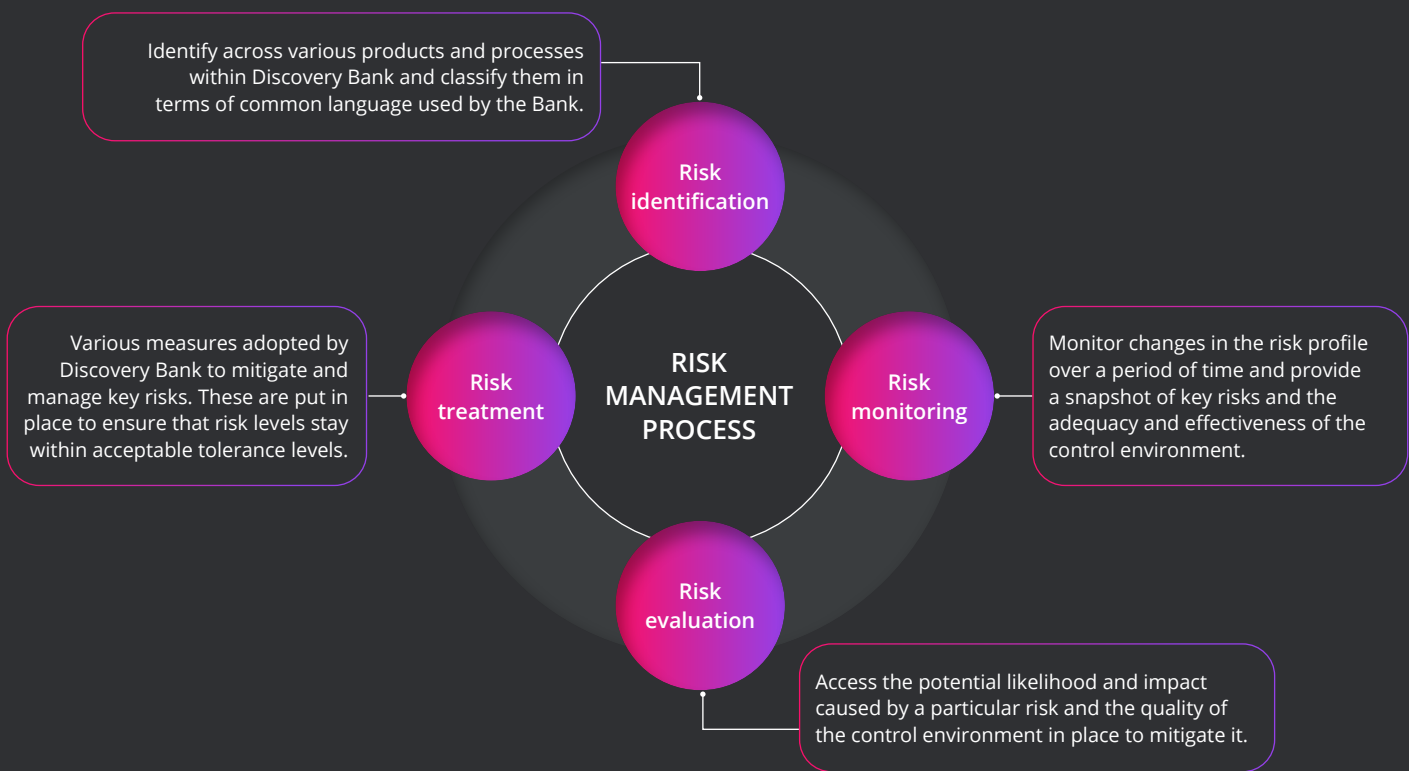 Identify across various products and processes
within Discovery Bank and classify them in
terms of common language used by the Bank.
Risk
identification
Various measures adopted by
Discovery Bank to mitigate and
manage key risks. These are put in
place to ensure that risk levels stay
within acceptable tolerance levels.
Risk
treatment
RISK
MANAGEMENT
PROCESS
Risk
monitoring
Monitor changes in the risk profile
over a period of time and provide
a snapshot of key risks and the
adequacy and effectiveness of the
control environment.
Risk
evaluation
Access the potential likelihood and impact
caused by a particular risk and the quality of
the control environment in place to mitigate it.